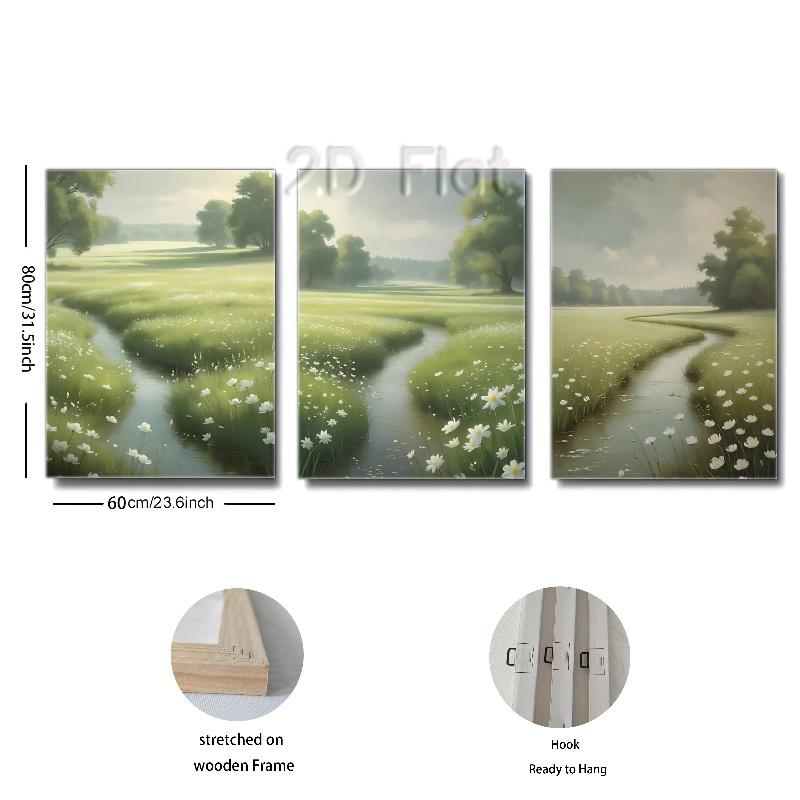 2D Flat
80cm/31.5inch
60cm/23.6inch
stretched on
wooden Frame
Hook
Ready to Hang